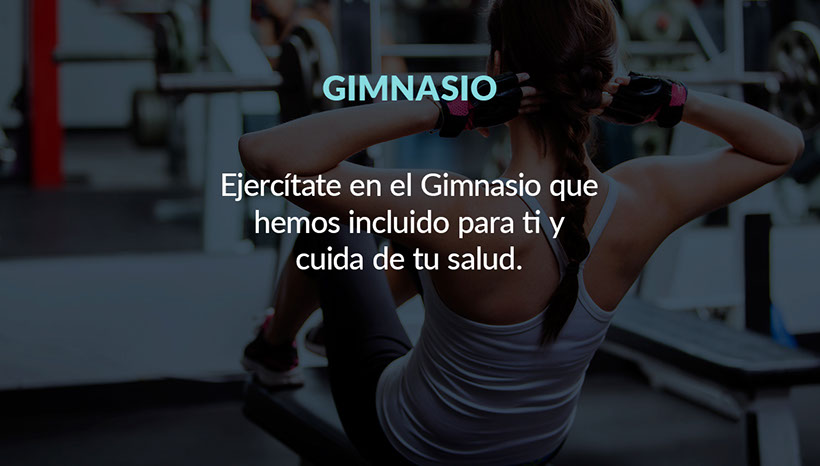 GIMNASIO
Ejercítate en el Gimnasio que
hemos incluido para ti y
cuida de tu salud.